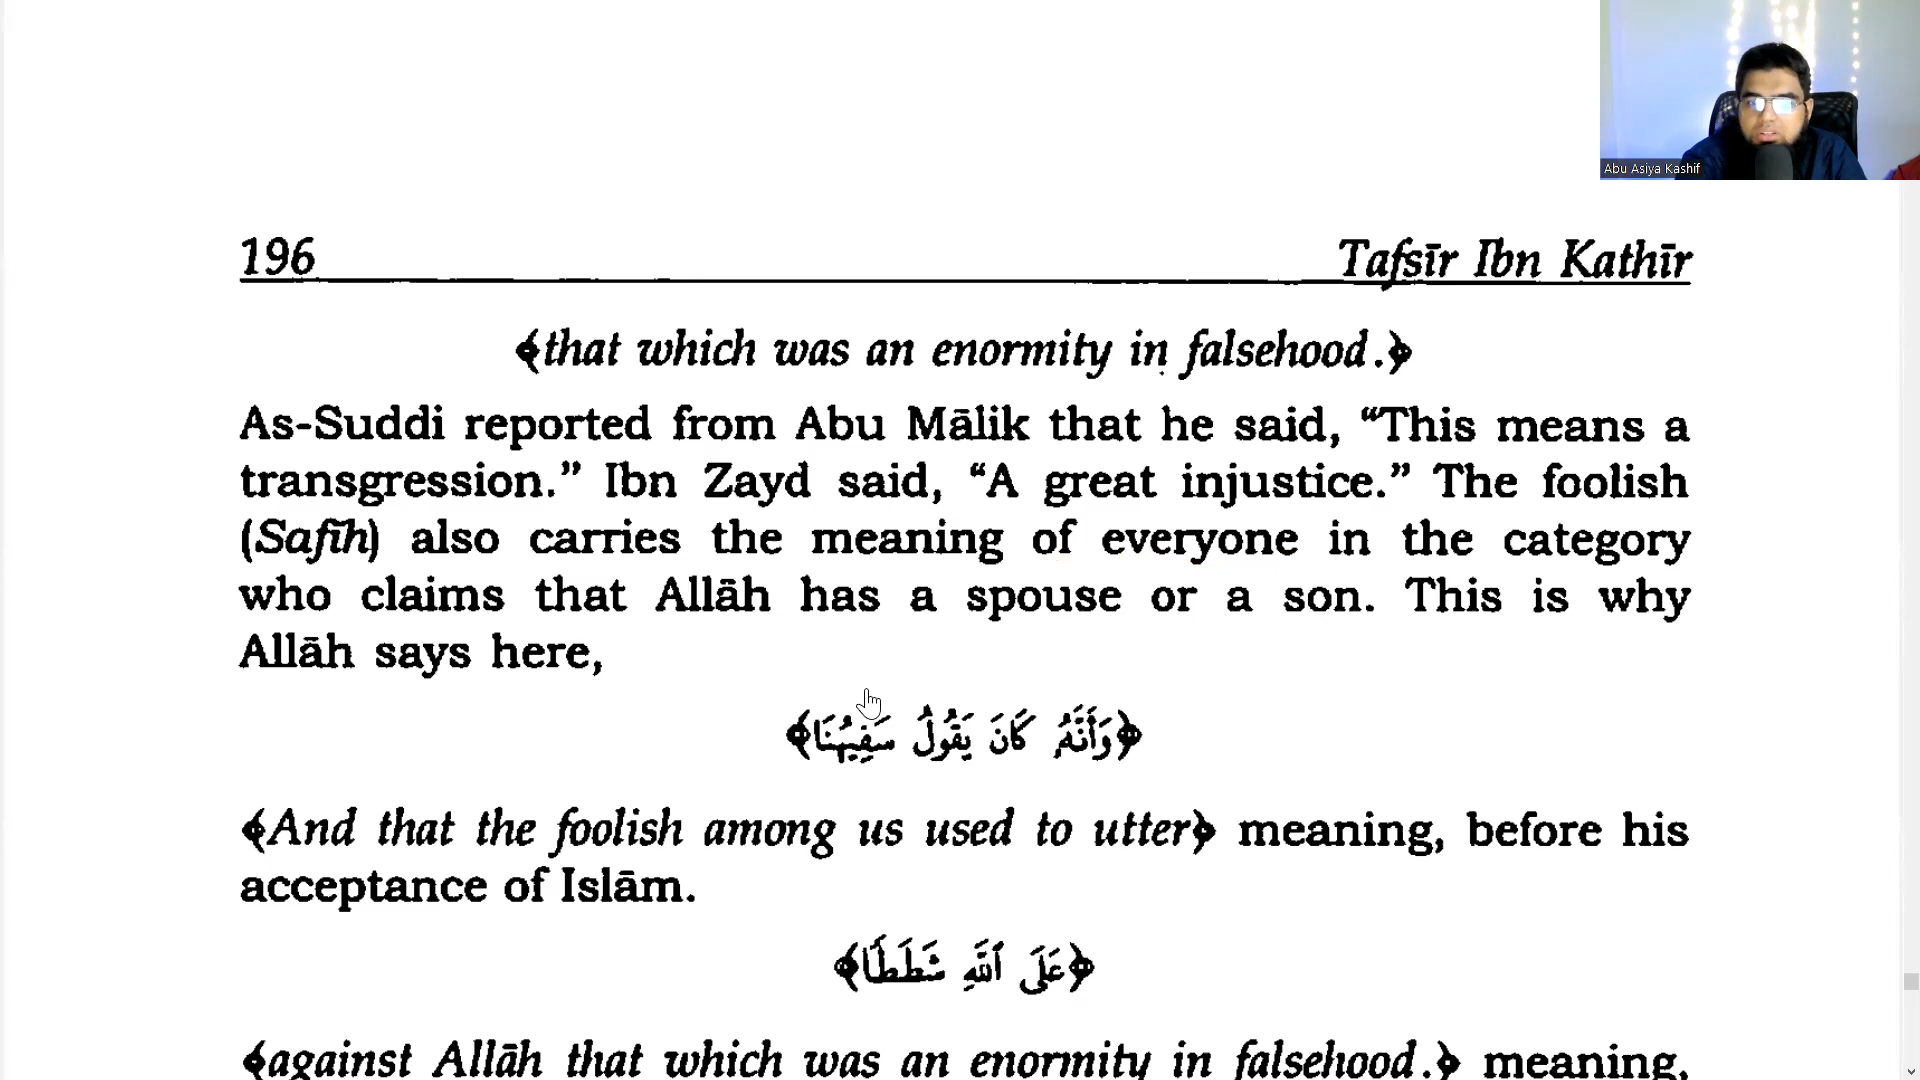 Abu Asiya Kashif
196 Tafsīr Ibn Kathīr
﴾that which was an enormity in falsehood.﴿
As-Suddi reported from Abu Mālik that he said, “This means a
transgression.” Ibn Zayd said, “A great injustice.” The foolish
(Safīh) also carries the meaning of everyone in the category
who claims that Allāh has a spouse or a son. This is why
Allāh says here,
﴿وَأَنَّهُ كَانَ يَقُولُ سَفِيهُنَا﴾
﴾And that the foolish among us used to utter﴿ meaning, before his
acceptance of Islām.
﴿عَلَى ٱللَّهِ شَطَطًا﴾
﴾against Allāh that which was an enormity in falsehood.﴿ meaning,